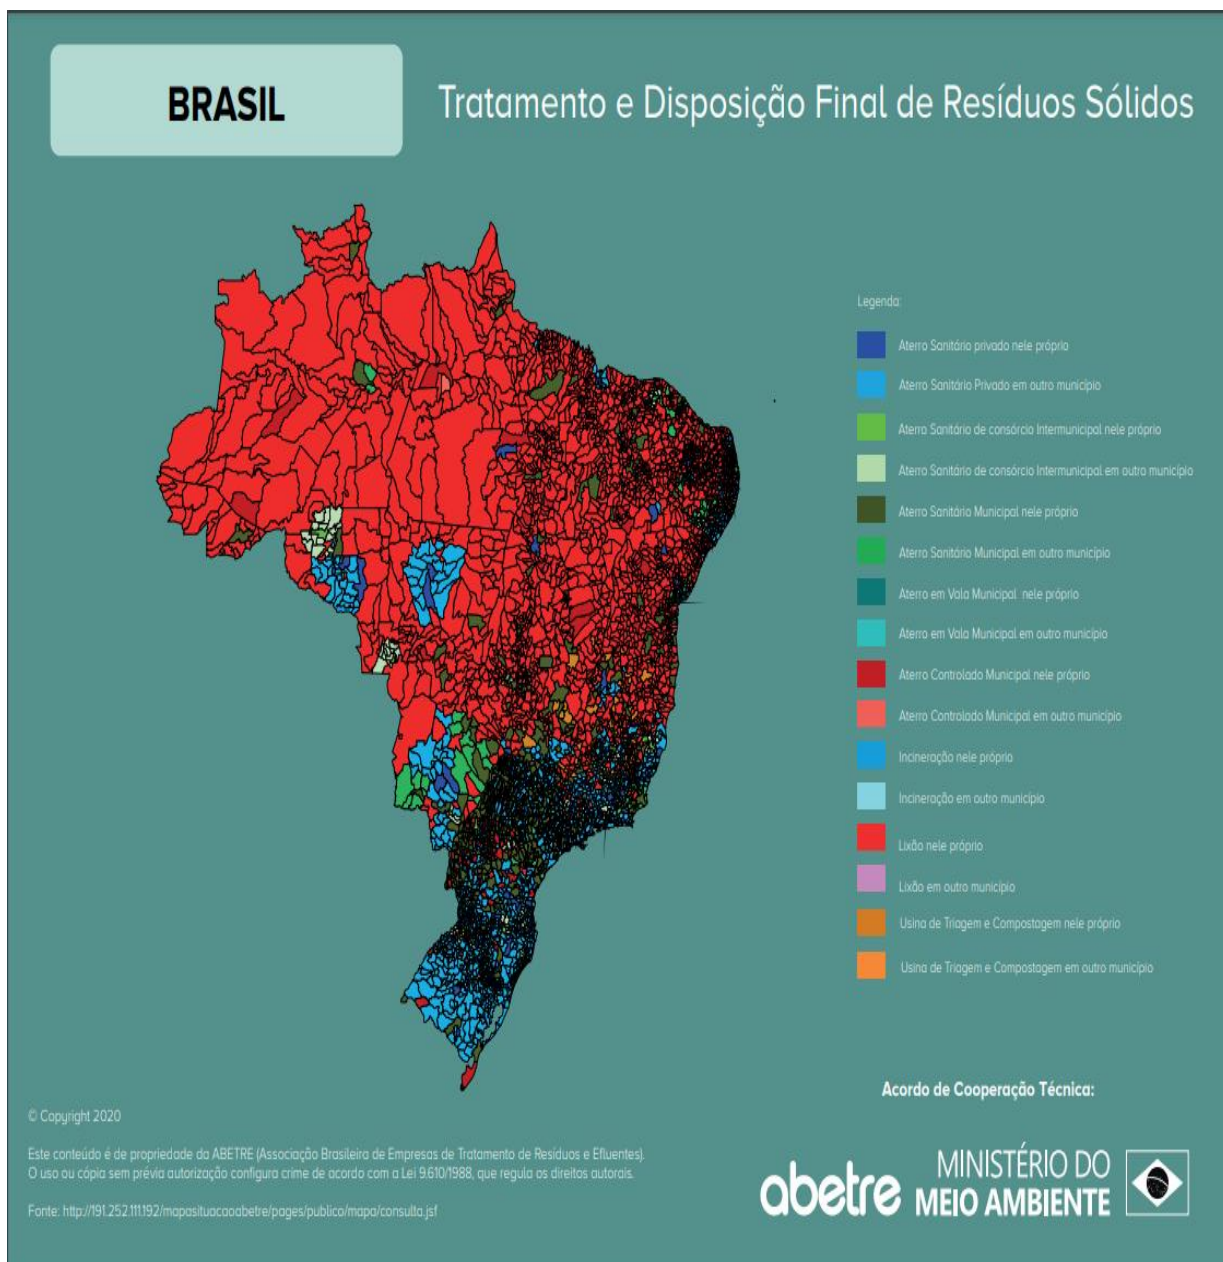 BRASIL
Tratamento e Disposição Final de Resíduos Sólidos
Legenda:
Aterro Sanitário privado nele próprio
Aterro Sanitário Privado em outro município
Aterro Sanitário de consórcio Intermunicipal nele próprio
Aterro Sanitário de consórcio Intermunicipal em outro município
Aterro Sanitário Municipal nele próprio
Aterro Sanitário Municipal em outro município
Aterro em Vala Municipal nele próprio
Aterro em Vala Municipal em outro município
Aterro Controlado Municipal nele próprio
Aterro Controlado Municipal em outro município
Incineração nele próprio
Incineração em outro município
Lixão nele próprio
Lixão em outro município
Usina de Triagem e Compostagem nele próprio
Usina de Triagem e Compostagem em outro município
Acordo de Cooperação Técnica:
© Copyright 2020
Este conteúdo é de propriedade da ABETRE (Associação Brasileira de Empresas de Tratamento de Resíduos e Efluentes).
O uso ou cópia sem prévia autorização configura crime de acordo com a Lei 9.610/1988, que regula os direitos autorais.
Fonte: http://191.252.111.192/mapasituacaoabetre/pages/publico/mapa/consulta.jsf
abetre
MINISTÉRIO DO
MEIO AMBIENTE